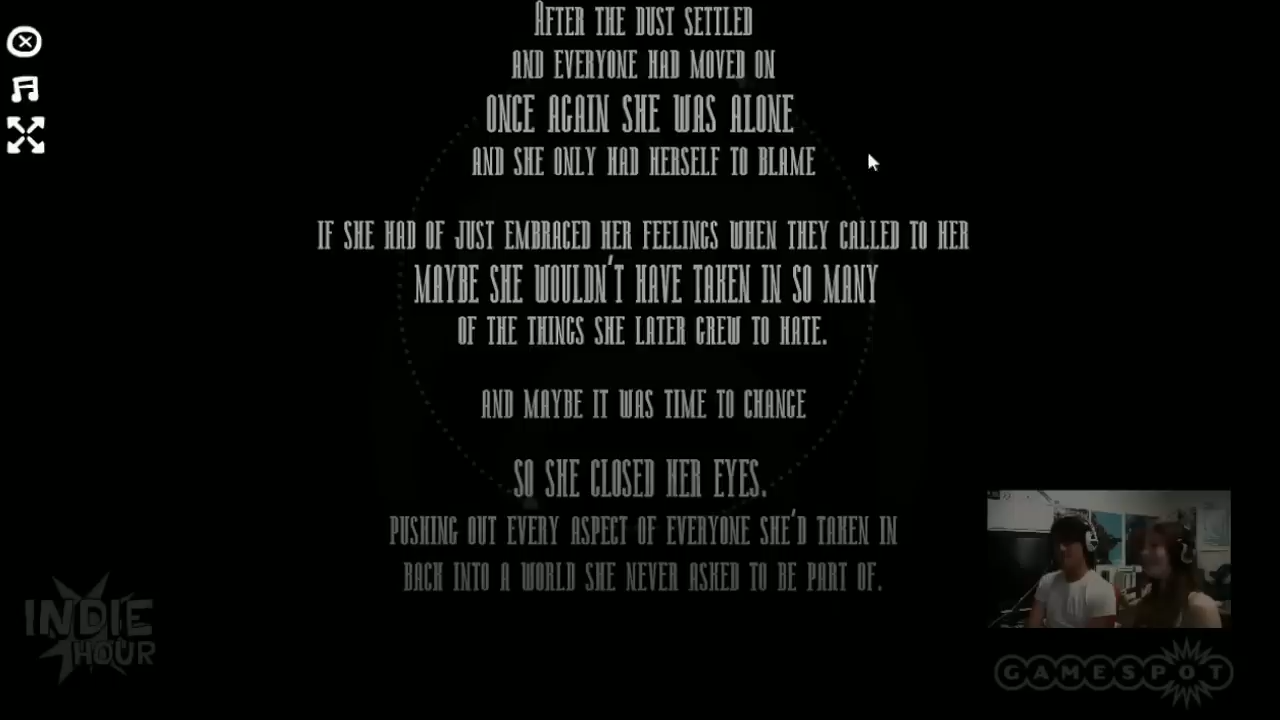 AFTER THE DUST SETTLED
AND EVERYONE HAD MOVED ON
ONCE AGAIN SHE WAS ALONE
AND SHE ONLY HAD HERSELF TO BLAME
IF SHE HAD OF JUST EMBRACED HER FEELINGS WHEN THEY CALLED TO HER
MAYBE SHE WOULDN'T HAVE TAKEN IN SO MANY
OF THE THINGS SHE LATER GREW TO HATE.
AND MAYBE IT WAS TIME TO CHANGE
SO SHE CLOSED HER EYES.
PUSHING OUT EVERY ASPECT OF EVERYONE SHE'D TAKEN IN
BACK INTO A WORLD SHE NEVER ASKED TO BE PART OF.
INDIE
HOUR
GAMESPOT